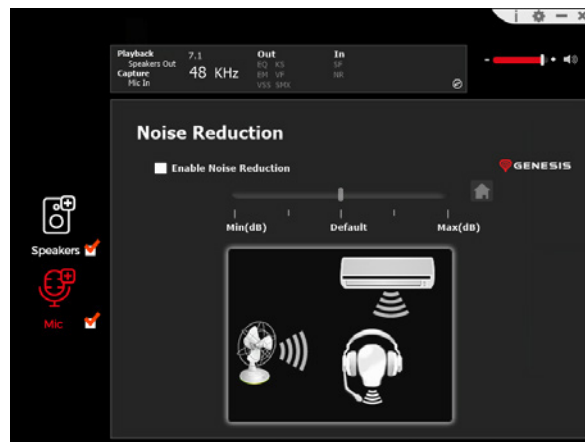 Playback
Speakers Out
Capture
Mic In
7.1
48 KHz
Out
EQ KS
EM VF
VSS SMX
In
SF
NR
Noise Reduction
Enable Noise Reduction
GENESIS
Min(dB) Default Max(dB)
Speakers
Mic